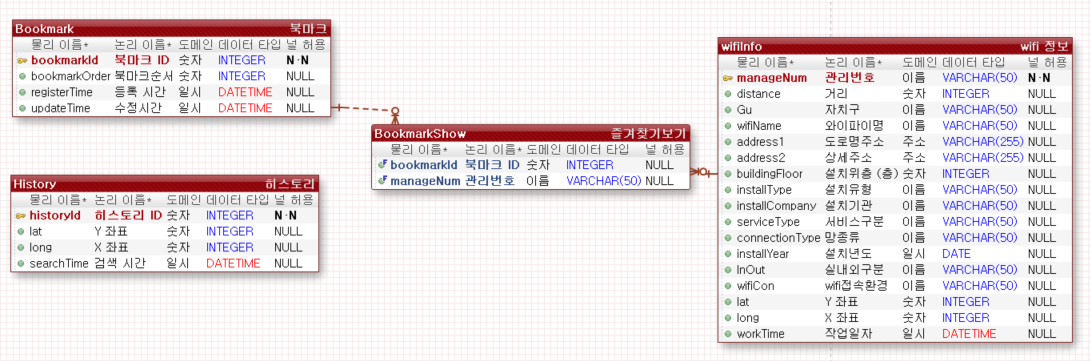 Bookmark 북마크
물리 이름* 논리 이름* 도메인 데이터 타입 널 허용
bookmarkId 북마크 ID 숫자 INTEGER N·N
bookmarkOrder 북마크순서 숫자 INTEGER NULL
registerTime 등록 시간 일시 DATETIME NULL
updateTime 수정시간 일시 DATETIME NULL
History 히스토리
물리 이름* 논리 이름* 도메인 데이터 타입 널 허용
historyId 히스토리 ID 숫자 INTEGER N·N
lat Y 좌표 숫자 INTEGER NULL
long X 좌표 숫자 INTEGER NULL
searchTime 검색 시간 일시 DATETIME NULL
BookmarkShow 즐겨찾기보기
물리 이름* 논리 이름* 도메인 데이터 타입 널 허용
bookmarkId 북마크 ID 숫자 INTEGER NULL
manageNum 관리번호 이름 VARCHAR(50) NULL
wifiInfo wifi 정보
물리 이름* 논리 이름* 도메인 데이터 타입 널 허용
manageNum 관리번호 이름 VARCHAR(50) N·N
distance 거리 숫자 INTEGER NULL
Gu 자치구 이름 VARCHAR(50) NULL
wifiName 와이파이명 이름 VARCHAR(50) NULL
address1 도로명주소 주소 VARCHAR(255) NULL
address2 상세주소 주소 VARCHAR(255) NULL
buildingFloor 설치위층 (층) 숫자 INTEGER NULL
installType 설치유형 이름 VARCHAR(50) NULL
installCompany 설치기관 이름 VARCHAR(50) NULL
serviceType 서비스구분 이름 VARCHAR(50) NULL
connectionType 망종류 이름 VARCHAR(50) NULL
installYear 설치년도 일시 DATE NULL
InOut 실내외구분 이름 VARCHAR(50) NULL
wifiCon wifi접속환경 이름 VARCHAR(50) NULL
lat Y 좌표 숫자 INTEGER NULL
long X 좌표 숫자 INTEGER NULL
workTime 작업일자 일시 DATETIME NULL